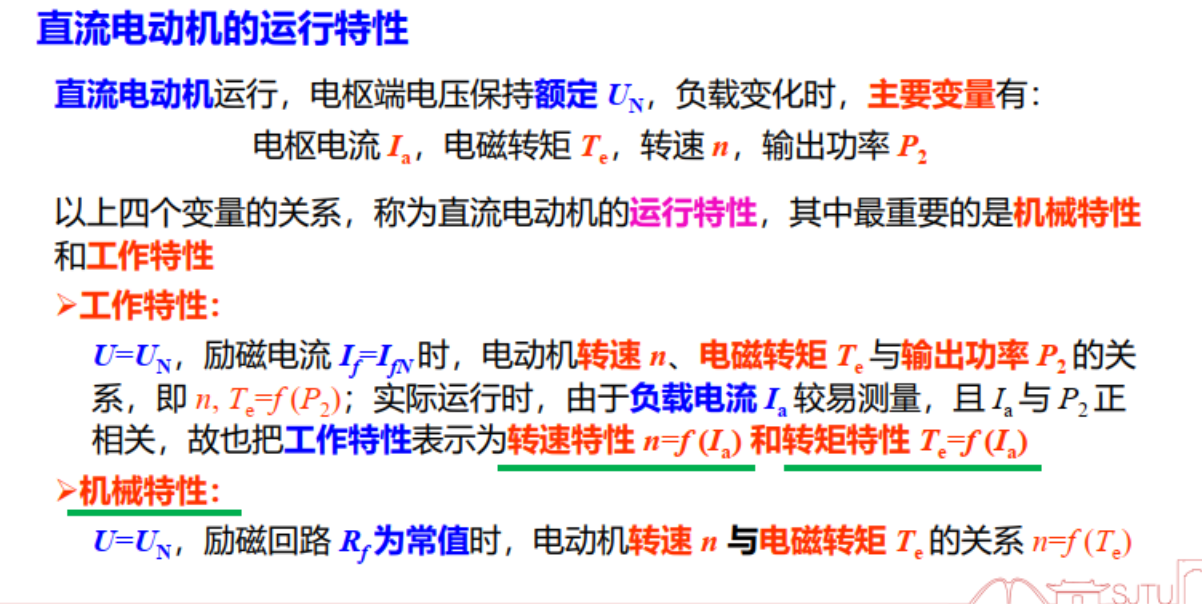 直流电动机的运行特性
直流电动机运行，电枢端电压保持额定 U_N，负载变化时，主要变量有：
电枢电流 I_a，电磁转矩 T_e，转速 n，输出功率 P_2
以上四个变量的关系，称为直流电动机的运行特性，其中最重要的是机械特性
和工作特性
➢工作特性：
U=U_N，励磁电流 I_f=I_fN 时，电动机转速 n、电磁转矩 T_e 与输出功率 P_2 的关
系，即 n, T_e=f (P_2)；实际运行时，由于负载电流 I_a 较易测量，且 I_a 与 P_2 正
相关，故也把工作特性表示为转速特性 n=f (I_a) 和转矩特性 T_e=f (I_a)
➢机械特性：
U=U_N，励磁回路 R_f 为常值时，电动机转速 n 与电磁转矩 T_e 的关系 n=f (T_e)
SJTU